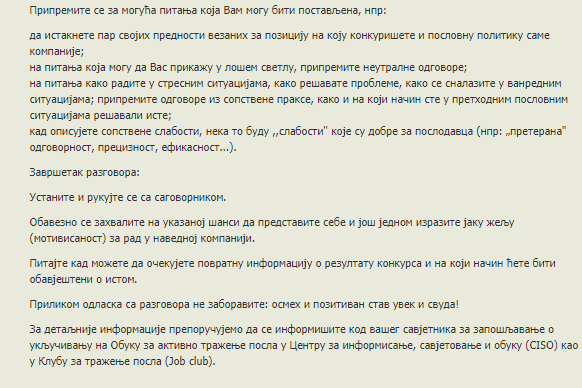 Припремите се за могућа питања која Вам могу бити постављена, нпр:
да истакнете пар својих предности везаних за позицију на коју конкуришете и пословну политику саме
компаније;
на питања која могу да Вас прикажу у лошем светлу, припремите неутралне одговоре;
на питања како радите у стресним ситуацијама, како решавате проблеме, како се сналазите у ванредним
ситуацијама; припремите одговоре из сопствене праксе, како и на који начин сте у претходним пословним
ситуацијама решавали исте;
кад описујете сопствене слабости, нека то буду ,,слабости" које су добре за послодавца (нпр: „претерана"
одговорност, прецизност, ефикасност...).
Завршетак разговора:
Устаните и рукујте се са саговорником.
Обавезно се захвалите на указаној шанси да представите себе и још једном изразите јаку жељу
(мотивисаност) за рад у наведној компанији.
Питајте кад можете да очекујете повратну информацију о резултату конкурса и на који начин ћете бити
обавјештени о истом.
Приликом одласка са разговора не заборавите: осмех и позитиван став увек и свуда!
За детаљније информације препоручујемо да се информишите код вашег савјетника за запошљавање о
укључивању на Обуку за активно тражење посла у Центру за информисање, савјетовање и обуку (CISO) као
у Клубу за тражење посла (Job club).